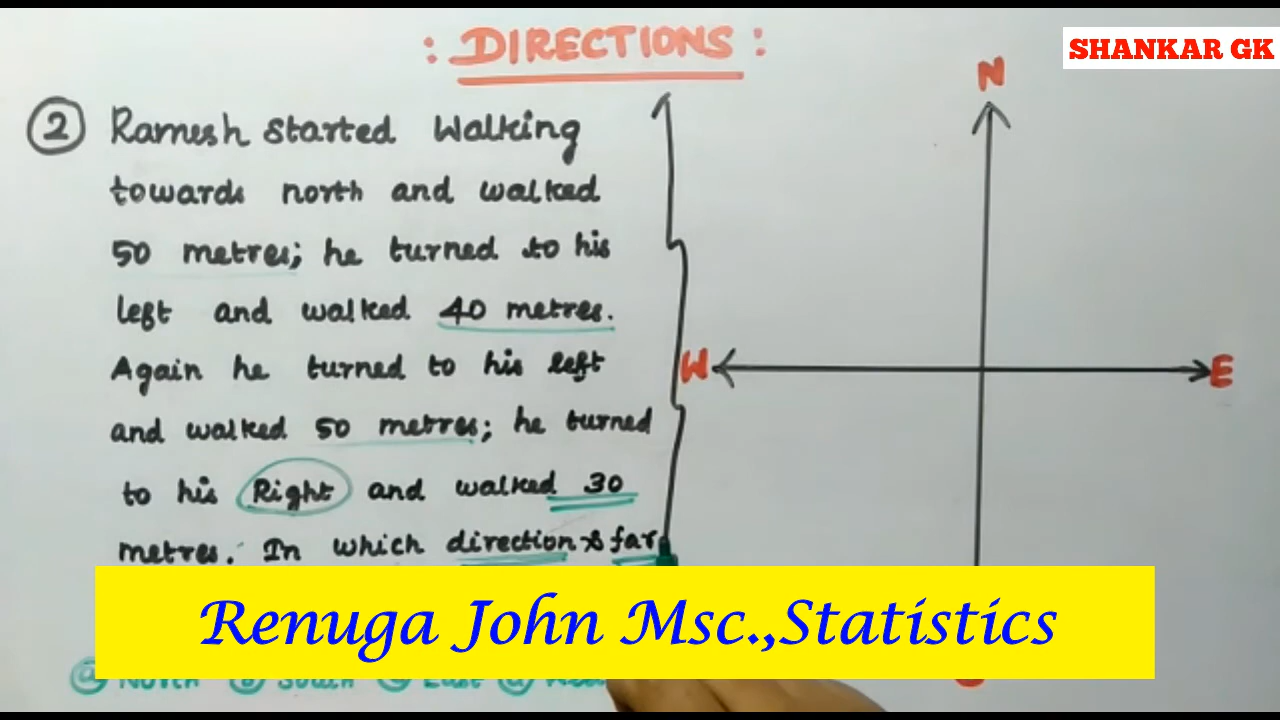 : DIRECTIONS :
SHANKAR GK
N
2 Ramesh started Walking
towards north and walked
50 metres; he turned to his
left and walked 40 metres.
Again he turned to his left
W
E
and walked 50 metres; he turned
to his Right and walked 30
metres. In which direction & far
Renuga John Msc.,Statistics